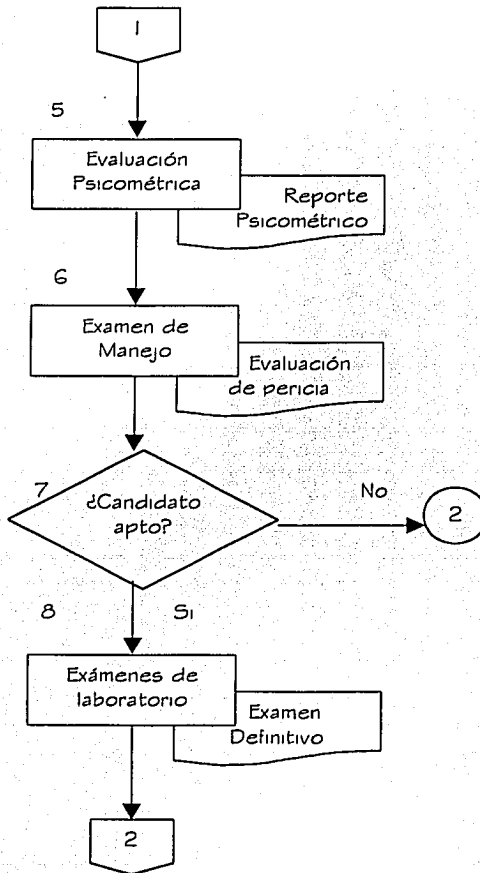 1
5
Evaluación
Psicométrica
Reporte
Psicométrico
6
Examen de
Manejo
Evaluación
de pericia
7
¿Candidato
apto?
No
2
8
Si
Exámenes de
laboratorio
Examen
Definitivo
2